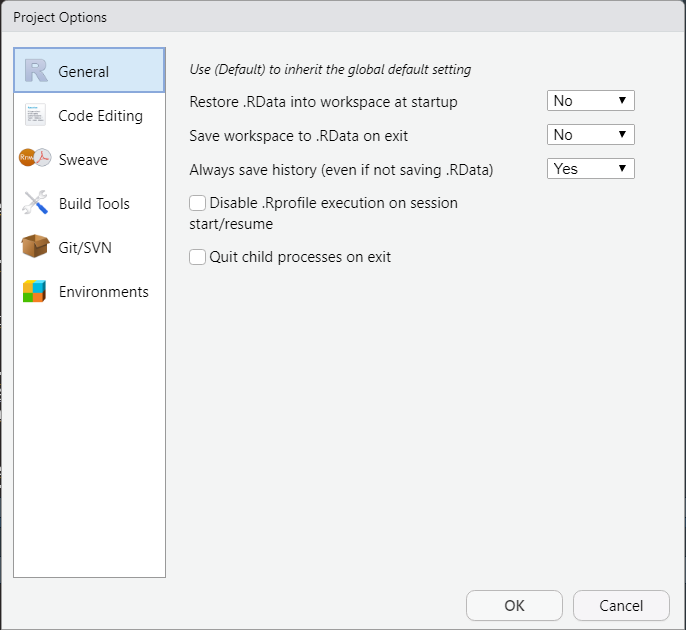 Project Options
General
Code Editing
Sweave
Build Tools
Git/SVN
Environments
Use (Default) to inherit the global default setting
Restore .RData into workspace at startup No
Save workspace to .RData on exit No
Always save history (even if not saving .RData) Yes
Disable .Rprofile execution on session
start/resume
Quit child processes on exit
OK Cancel